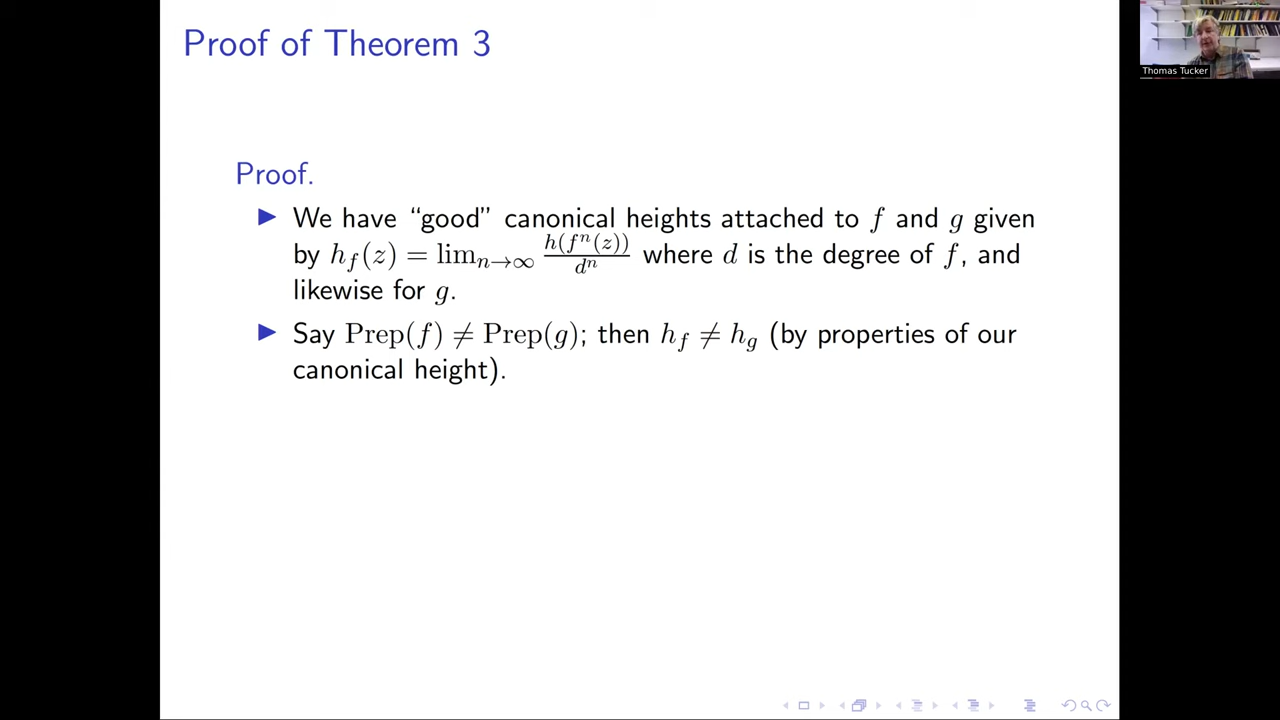 Proof of Theorem 3
Thomas Tucker
Proof.
▶ We have “good” canonical heights attached to f and g given
by h_f(z) = lim_{n→∞} h(f^n(z))/d^n where d is the degree of f, and
likewise for g.
▶ Say Prep(f) ≠ Prep(g); then h_f ≠ h_g (by properties of our
canonical height).